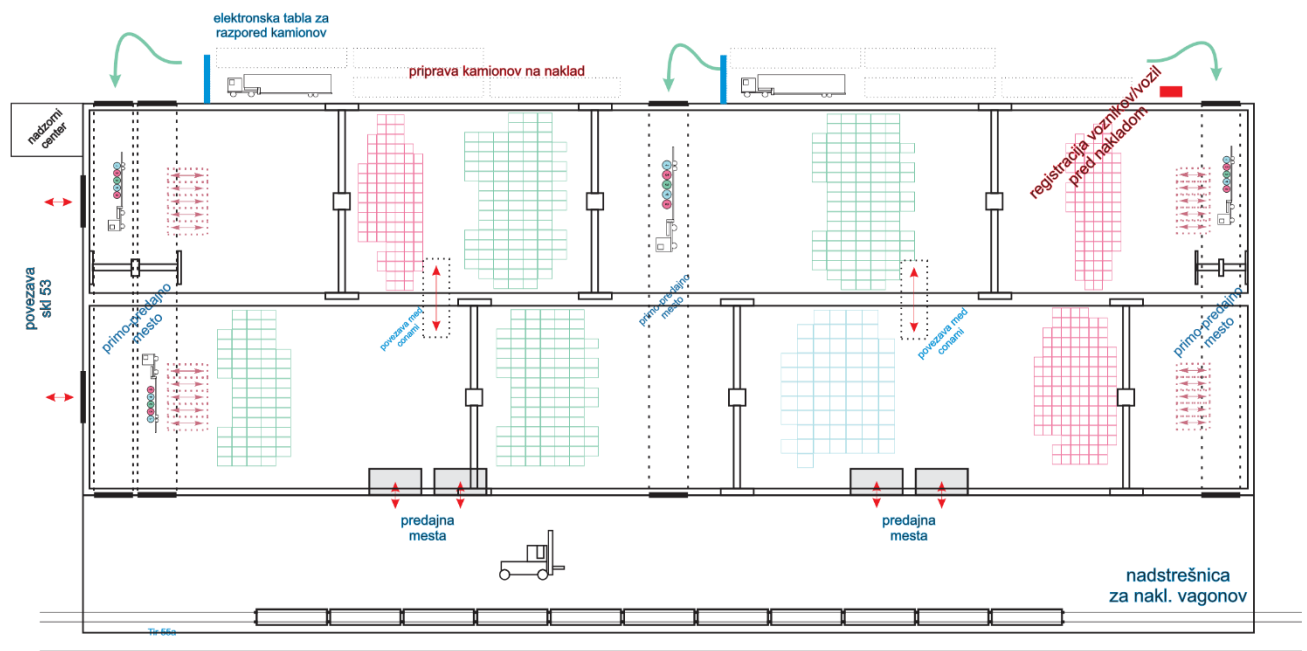 elektronska tabla za
razpored kamionov
priprava kamionov na naklad
nadzorni
center
registracija voznikov/vozil
pred nakladom
povezava
skl 53
primo-predajno
mesto
primo-predajno
mesto
primo-predajno
mesto
povezava med
conami
povezava med
conami
predajna
mesta
predajna
mesta
nadstrešnica
za nakl. vagonov
Tir 55a